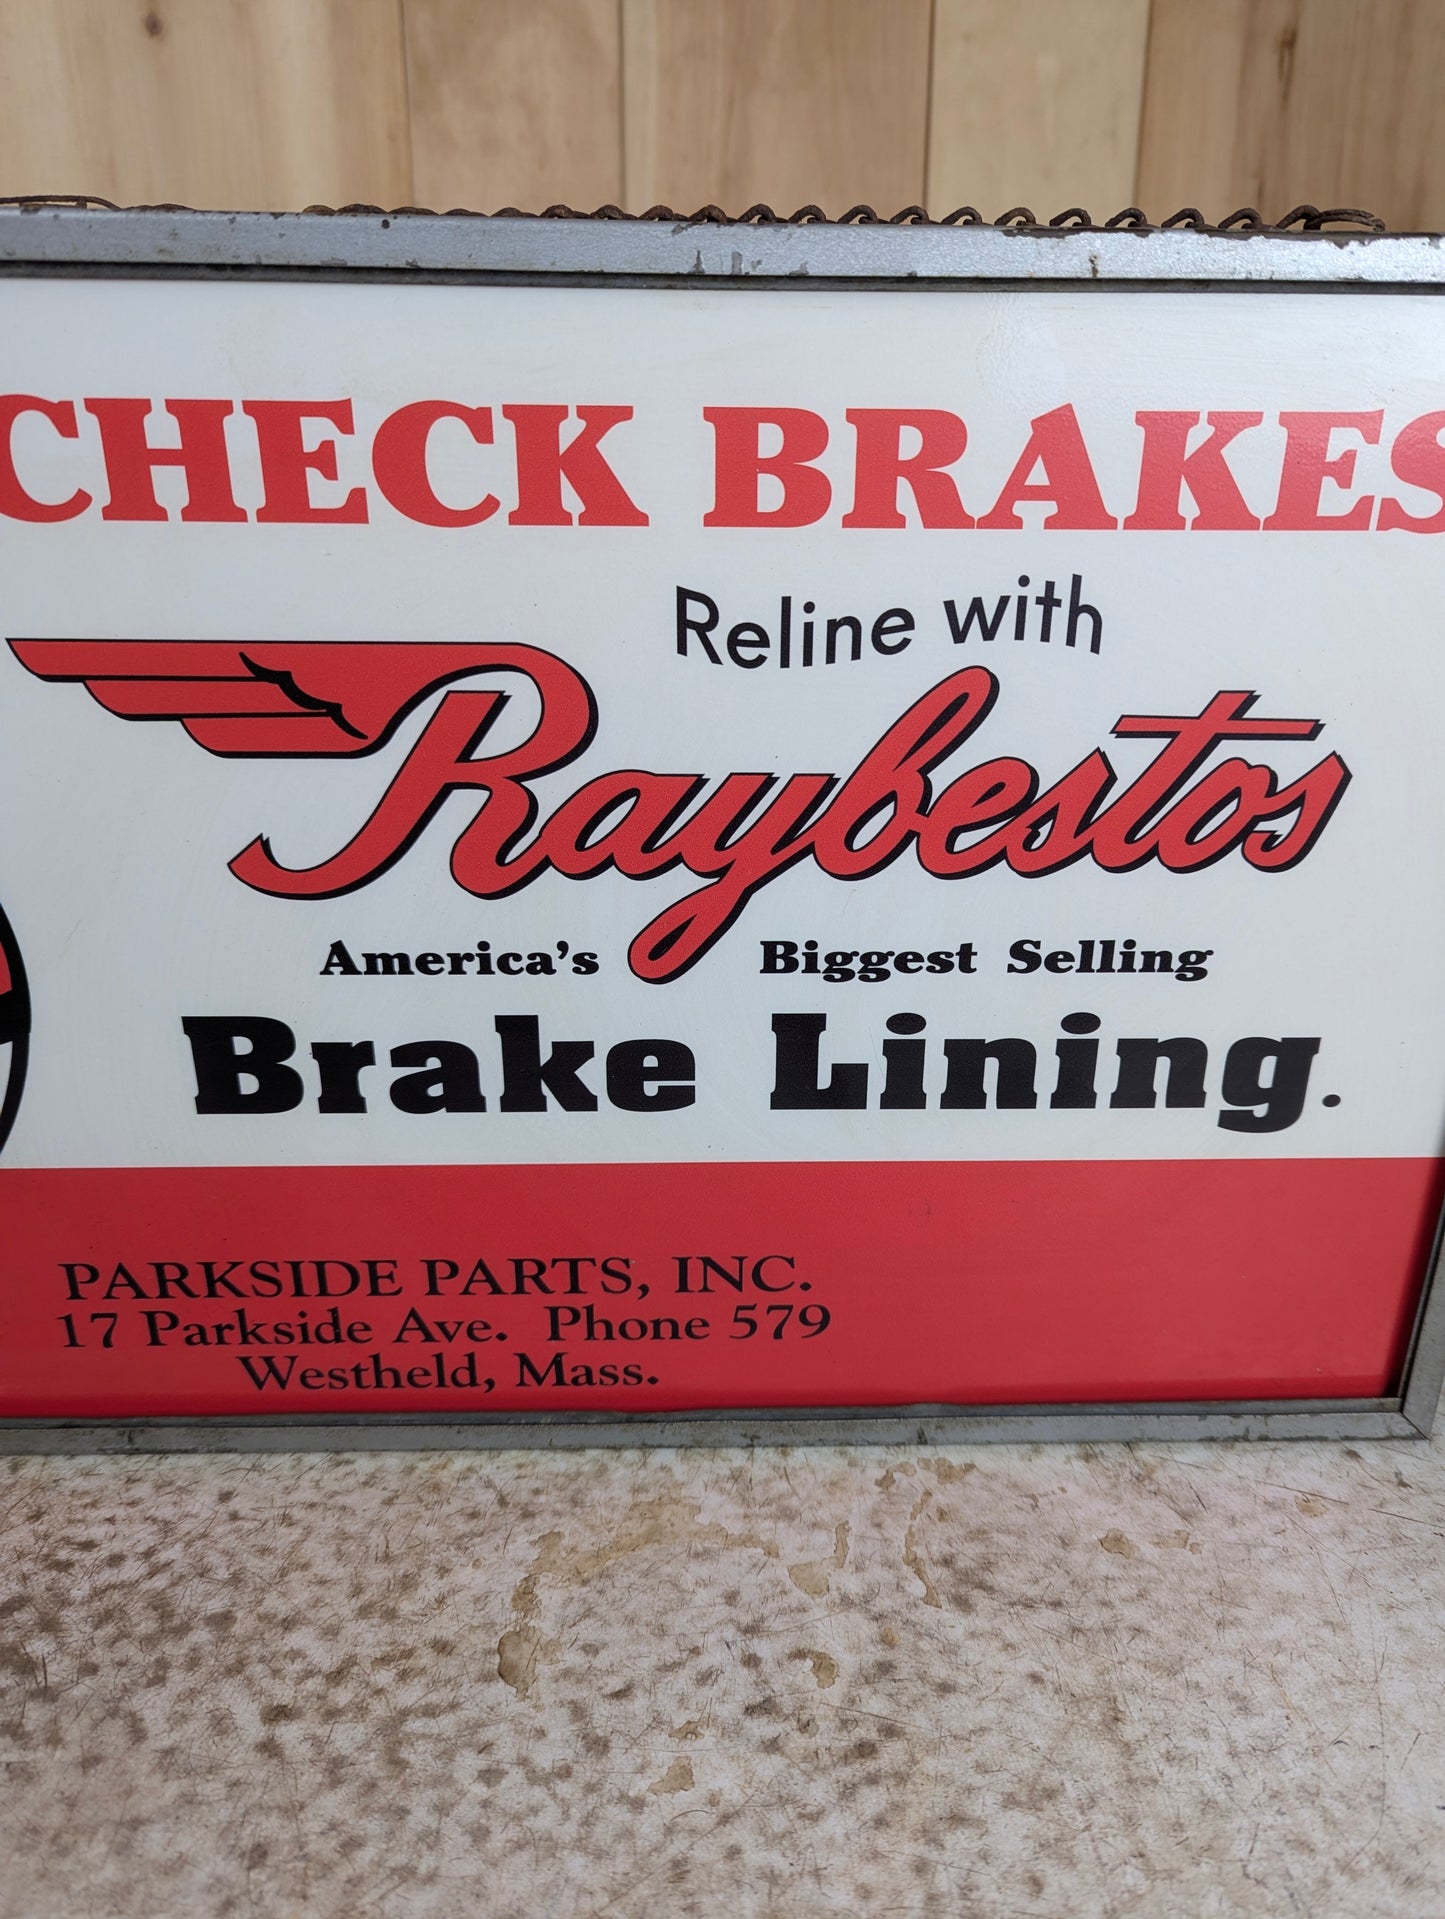 CHECK BRAKES
Reline with
Raybestos
America's Biggest Selling
Brake Lining.
PARKSIDE PARTS, INC.
17 Parkside Ave. Phone 579
Westheld, Mass.